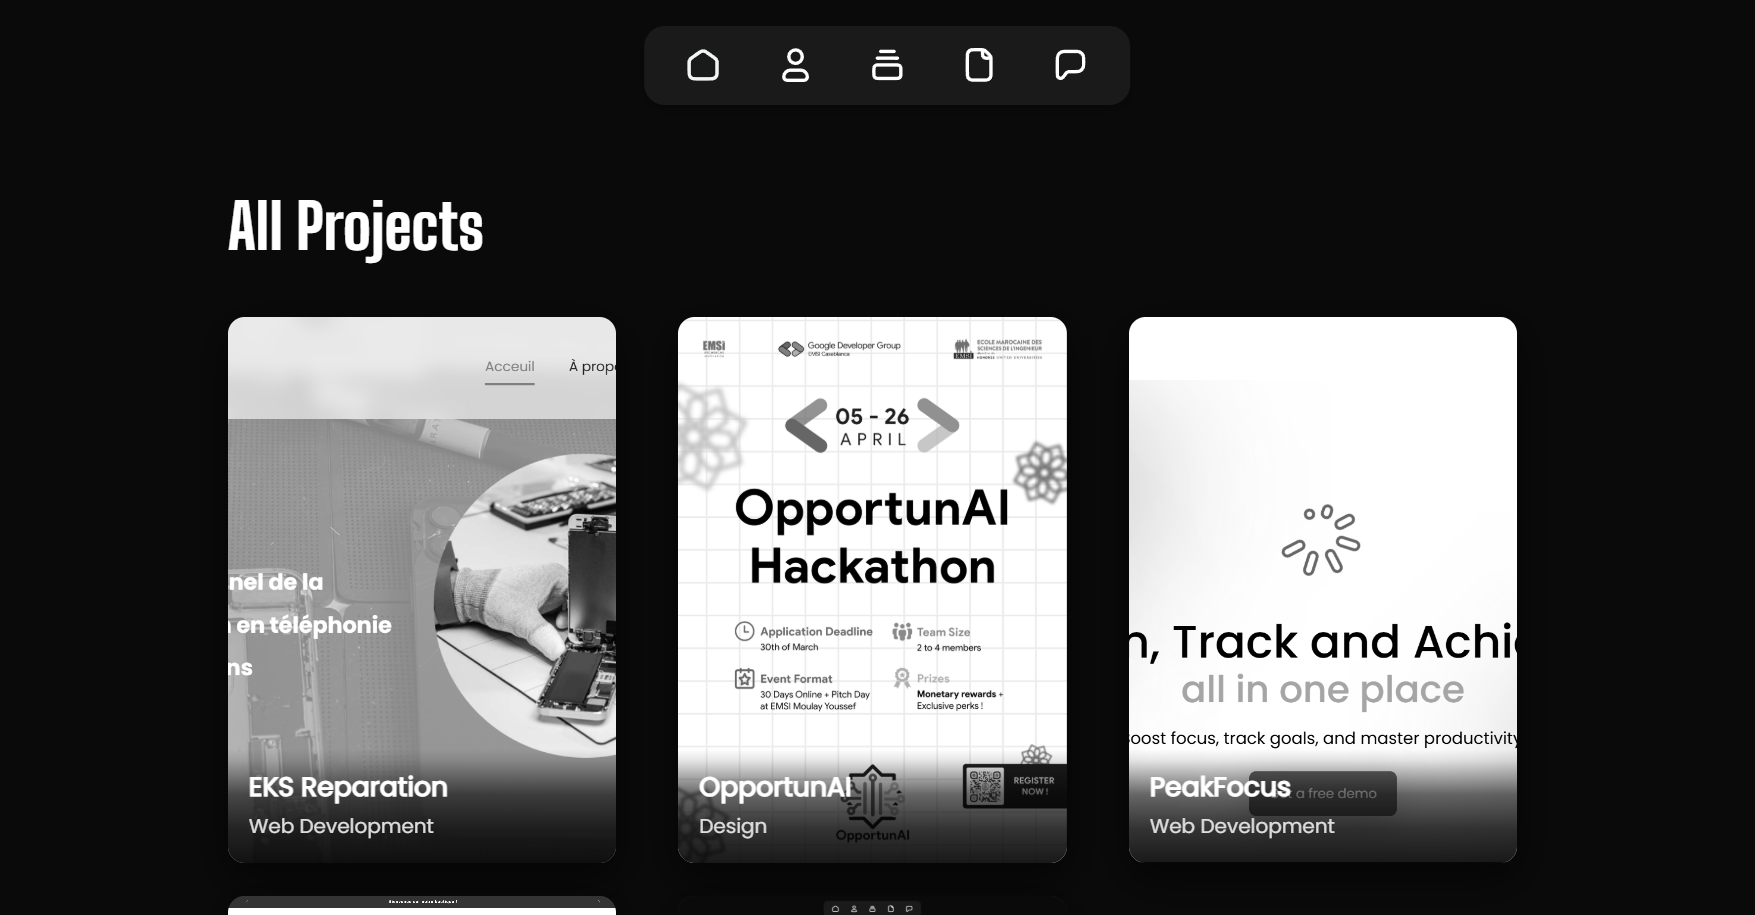 All Projects
Acceuil
À prop
nel de la
en téléphonie
ns
EKS Reparation
Web Development
EMSI
Google Developer Group
EMSI Casablanca
ECOLE MAROCAINE DES
SCIENCES DE L'INGENIEUR
EMSI
05 - 26
APRIL
OpportunAI
Hackathon
Application Deadline
30th of March
Team Size
2 to 4 members
Event Format
30 Days Online + Pitch Day
at EMSI Moulay Youssef
Prizes
Monetary rewards +
Exclusive perks !
REGISTER
NOW !
OpportunAI
OpportunAI
Design
n, Track and Achi
all in one place
Boost focus, track goals, and master productivity
a free demo
PeakFocus
Web Development